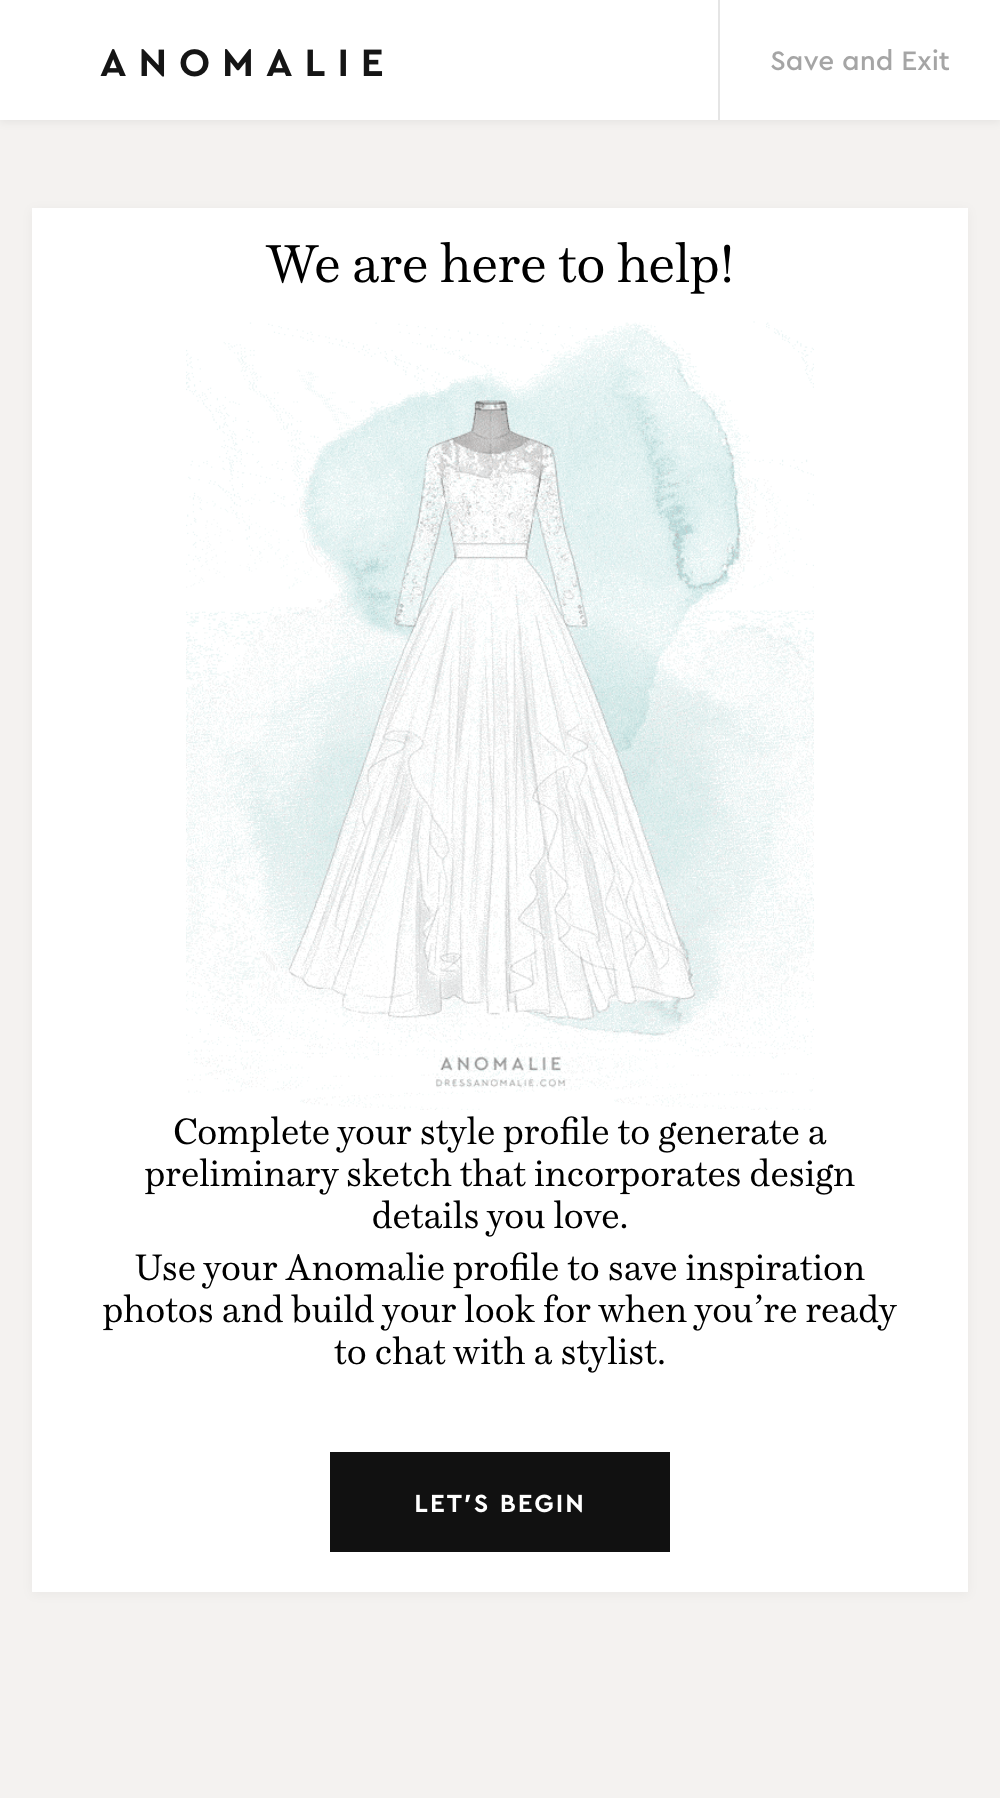 ANOMALIE
Save and Exit
We are here to help!
ANOMALIE
DRESSANOMALIE.COM
Complete your style profile to generate a
preliminary sketch that incorporates design
details you love.
Use your Anomalie profile to save inspiration
photos and build your look for when you’re ready
to chat with a stylist.
LET’S BEGIN